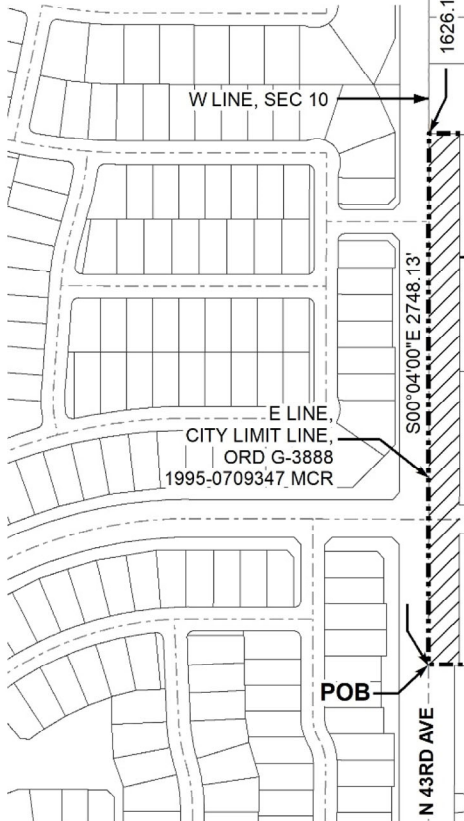 1626.1
W LINE, SEC 10
S00°04'00"E 2748.13'
E LINE,
CITY LIMIT LINE,
ORD G-3888
1995-0709347 MCR
POB
N 43RD AVE